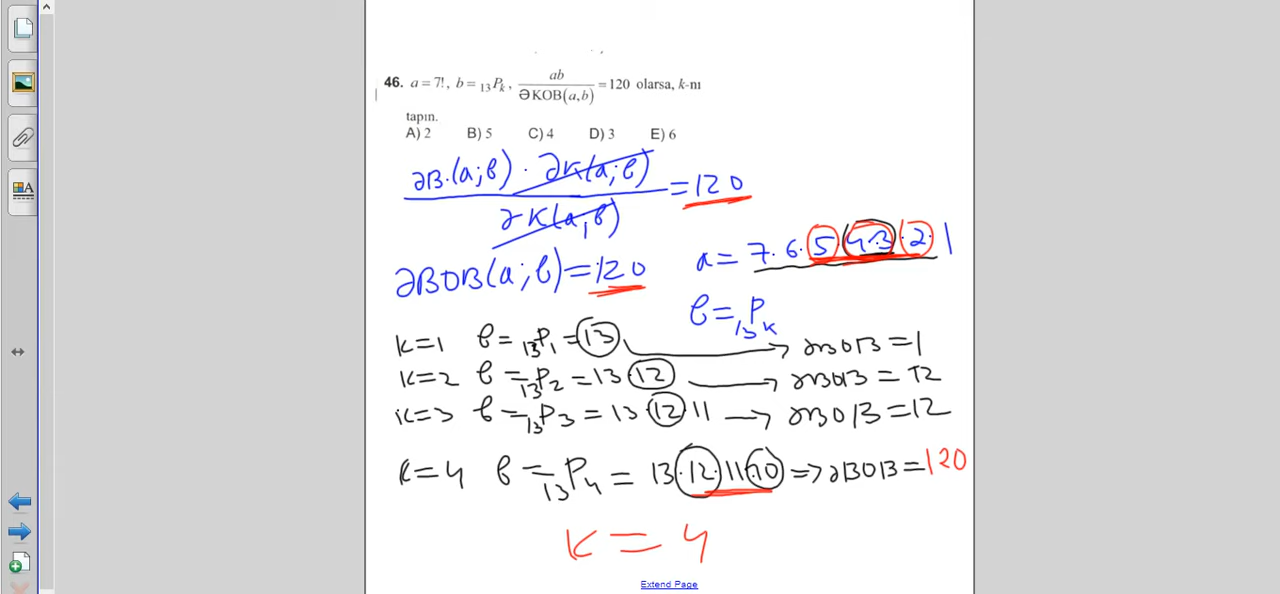 46. a = 7!, b = ₁₃Pₖ, ab / ƏKOB(a,b) = 120 olarsa, k-nı
tapın.
A) 2 B) 5 C) 4 D) 3 E) 6
ƏB(a;b) · ƏK(a;b) / ƏK(a,b) = 120
a = 7·6·5·4·3·2·1
ƏBOB(a;b) = 120
b = ₁₃Pₖ
k=1 b = ₁₃P₁ = 13 → ƏBOB = 1
k=2 b = ₁₃P₂ = 13·12 → ƏBOB = 12
k=3 b = ₁₃P₃ = 13·12·11 → ƏBOB = 12
k=4 b = ₁₃P₄ = 13·12·11·10 ⇒ ƏBOB = 120
k = 4
Extend Page